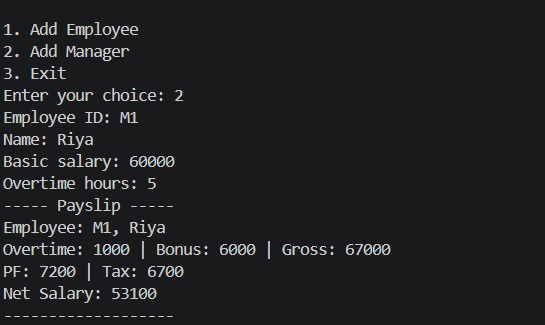 1. Add Employee
2. Add Manager
3. Exit
Enter your choice: 2
Employee ID: M1
Name: Riya
Basic salary: 60000
Overtime hours: 5
----- Payslip -----
Employee: M1, Riya
Overtime: 1000 | Bonus: 6000 | Gross: 67000
PF: 7200 | Tax: 6700
Net Salary: 53100
-------------------